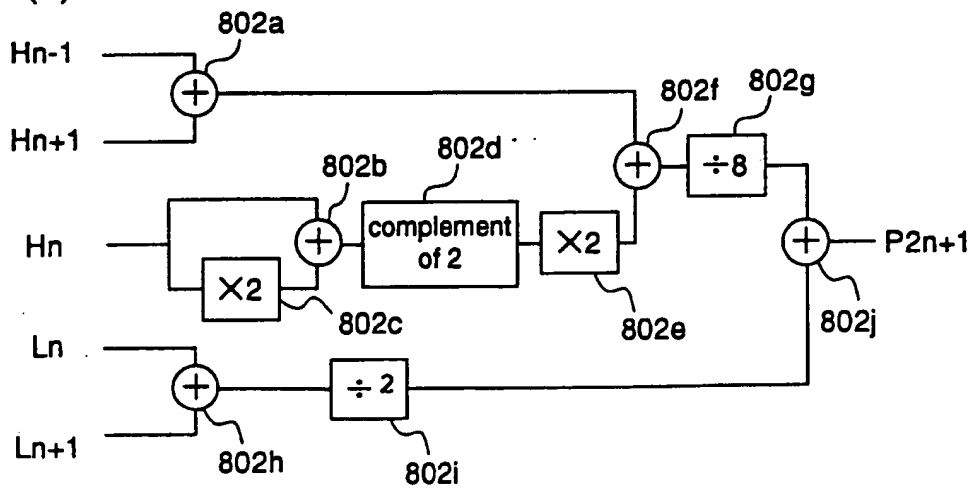 802a
Hn-1
+
Hn+1
802f
802g
802d
802b
+
÷8
Hn
+
complement
of 2
×2
+
P2n+1
×2
802c
802e
802j
Ln
+
÷ 2
Ln+1
802h
802i